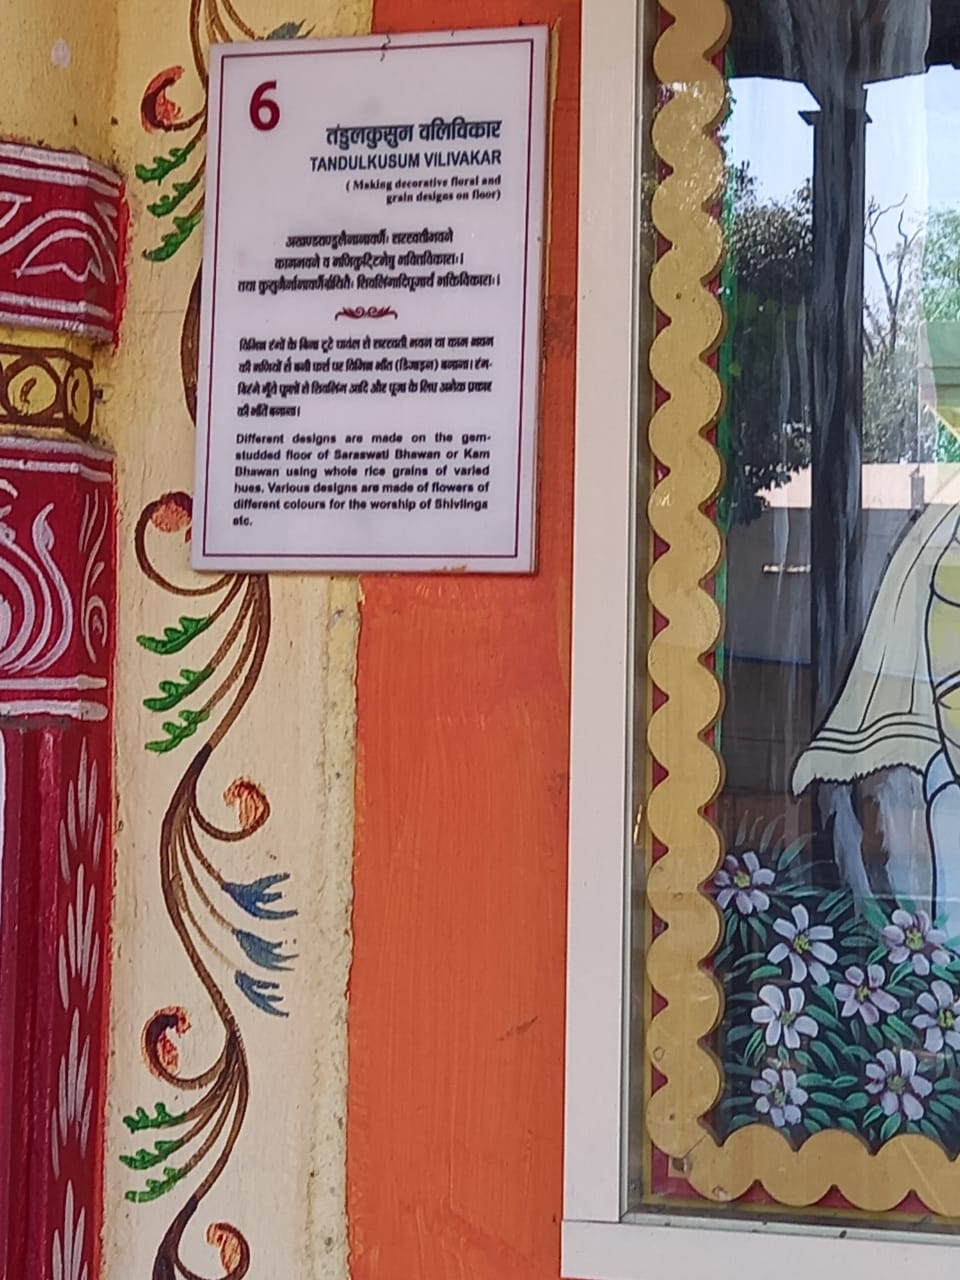 6
तंडुलकुसुम वलिविकार
TANDULKUSUM VILIVAKAR
( Making decorative floral and
grain designs on floor)
अखण्डतण्डुलैर्नानावर्णैः सरस्वतीभवने
कामभवने व मणिकुट्टिमेषु भक्तिविकाराः।
तथा कुसुमैर्नानावर्णैर्ग्रथितैः शिवलिंगादिपूजार्थ भक्तिविकाराः।
विभिन्न रंगों के बिना टूटे चावल से सरस्वती भवन या काम भवन
की मणियों से बनी फर्श पर विभिन्न भाँत (डिजाइन) बनाना। रंग-
बिरंगे गूँथे फूलों से शिवलिंग आदि और पूजा के लिए अनेक प्रकार
की भाँतें बनाना।
Different designs are made on the gem-
studded floor of Saraswati Bhawan or Kam
Bhawan using whole rice grains of varied
hues. Various designs are made of flowers of
different colours for the worship of Shivlinga
etc.